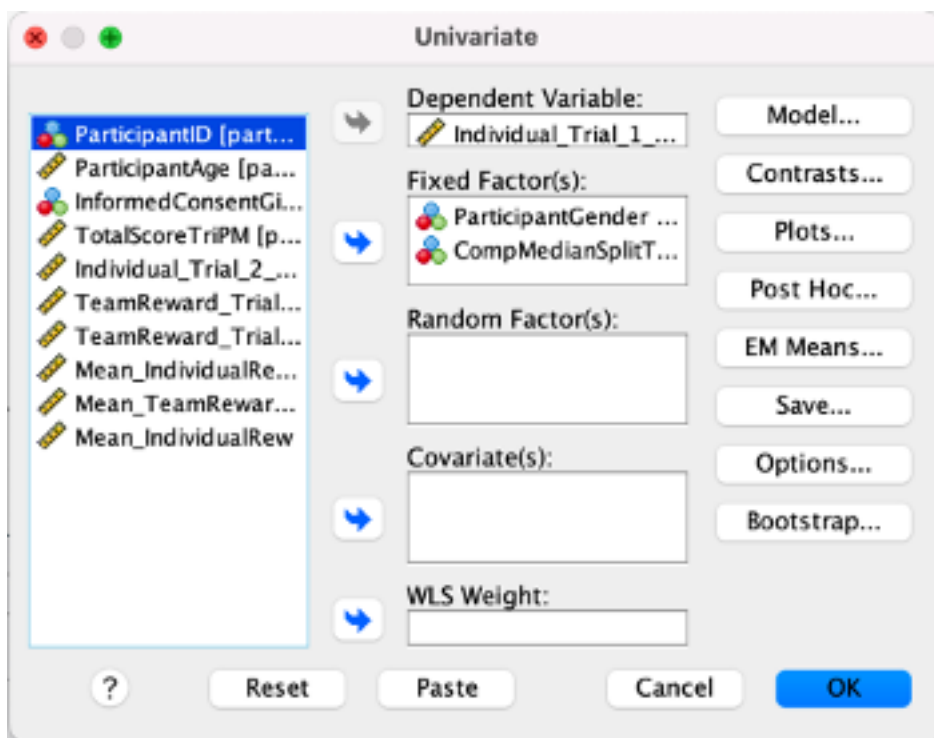 Univariate
ParticipantID [part...
ParticipantAge [pa...
InformedConsentGi...
TotalScoreTriPM [p...
Individual_Trial_2_...
TeamReward_Trial...
TeamReward_Trial...
Mean_IndividualRe...
Mean_TeamRewar...
Mean_IndividualRew
Dependent Variable:
Individual_Trial_1_...
Fixed Factor(s):
ParticipantGender ...
CompMedianSplitT...
Random Factor(s):
Covariate(s):
WLS Weight:
Model...
Contrasts...
Plots...
Post Hoc...
EM Means...
Save...
Options...
Bootstrap...
? Reset Paste Cancel OK